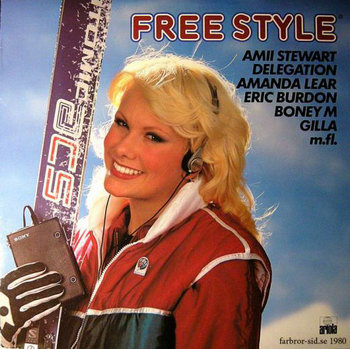 FREE STYLE
AMII STEWART
DELEGATION
AMANDA LEAR
ERIC BURDON
BONEY M
GILLA
m.fl.
SONY
ariola
farbror-sid.se 1980